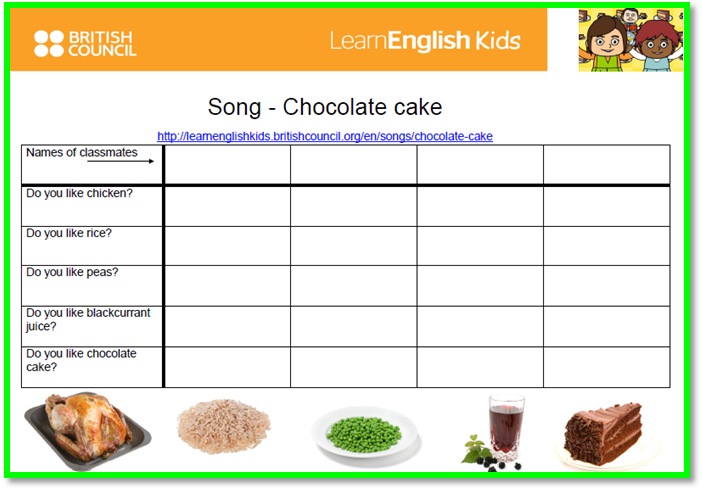 BRITISH
COUNCIL
LearnEnglish Kids
Song - Chocolate cake
http://learnenglishkids.britishcouncil.org/en/songs/chocolate-cake
Names of classmates
Do you like chicken?
Do you like rice?
Do you like peas?
Do you like blackcurrant
juice?
Do you like chocolate
cake?